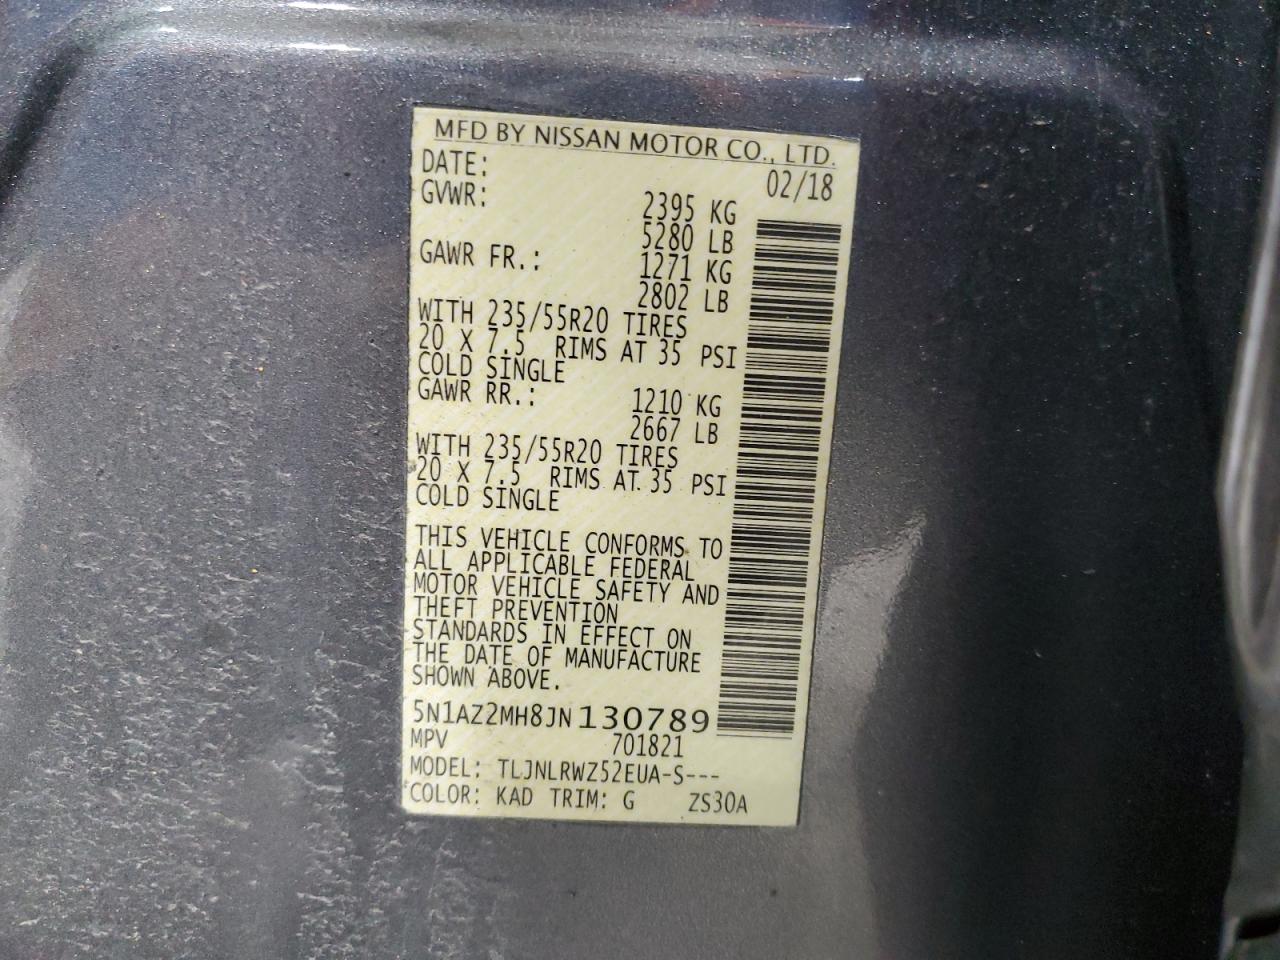 MFD BY NISSAN MOTOR CO., LTD.
DATE: 02/18
GVWR: 2395 KG
5280 LB
GAWR FR.: 1271 KG
2802 LB
WITH 235/55R20 TIRES
20 X 7.5 RIMS AT 35 PSI
COLD SINGLE
GAWR RR.: 1210 KG
2667 LB
WITH 235/55R20 TIRES
20 X 7.5 RIMS AT 35 PSI
COLD SINGLE
THIS VEHICLE CONFORMS TO
ALL APPLICABLE FEDERAL
MOTOR VEHICLE SAFETY AND
THEFT PREVENTION
STANDARDS IN EFFECT ON
THE DATE OF MANUFACTURE
SHOWN ABOVE.
5N1AZ2MH8JN130789
MPV 701821
MODEL: TLJNLRWZ52EUA-S---
COLOR: KAD TRIM: G ZS30A